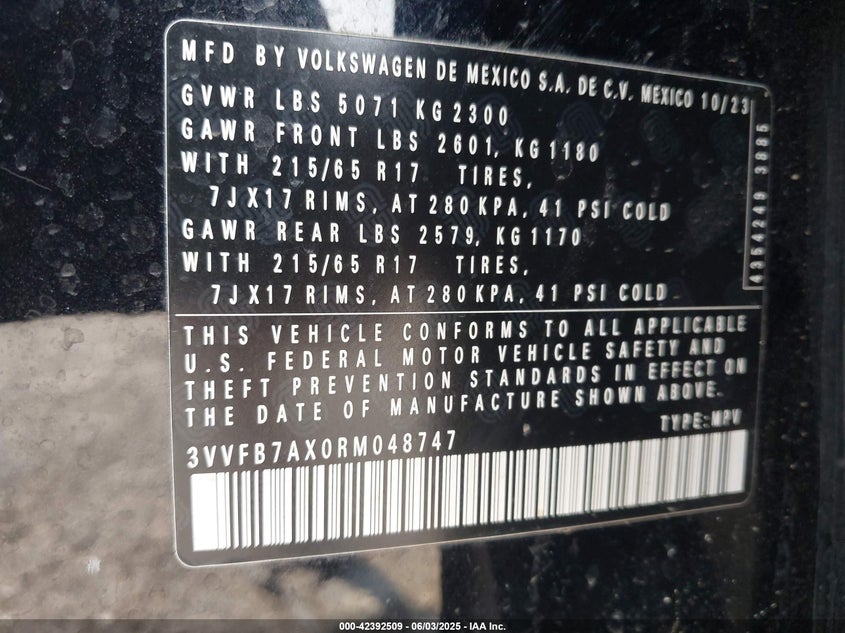 MFD BY VOLKSWAGEN DE MEXICO S.A. DE C.V. MEXICO 10/23
GVWR LBS 5071 KG 2300
GAWR FRONT LBS 2601, KG 1180
WITH 215/65 R17 TIRES,
7JX17 RIMS, AT 280 KPA, 41 PSI COLD
GAWR REAR LBS 2579, KG 1170
WITH 215/65 R17 TIRES,
7JX17 RIMS, AT 280 KPA, 41 PSI COLD
THIS VEHICLE CONFORMS TO ALL APPLICABLE
U.S. FEDERAL MOTOR VEHICLE SAFETY AND
THEFT PREVENTION STANDARDS IN EFFECT ON
THE DATE OF MANUFACTURE SHOWN ABOVE.
TYPE:MPV
3VVFB7AX0RM048747
000-42392509 - 06/03/2025 - IAA Inc.